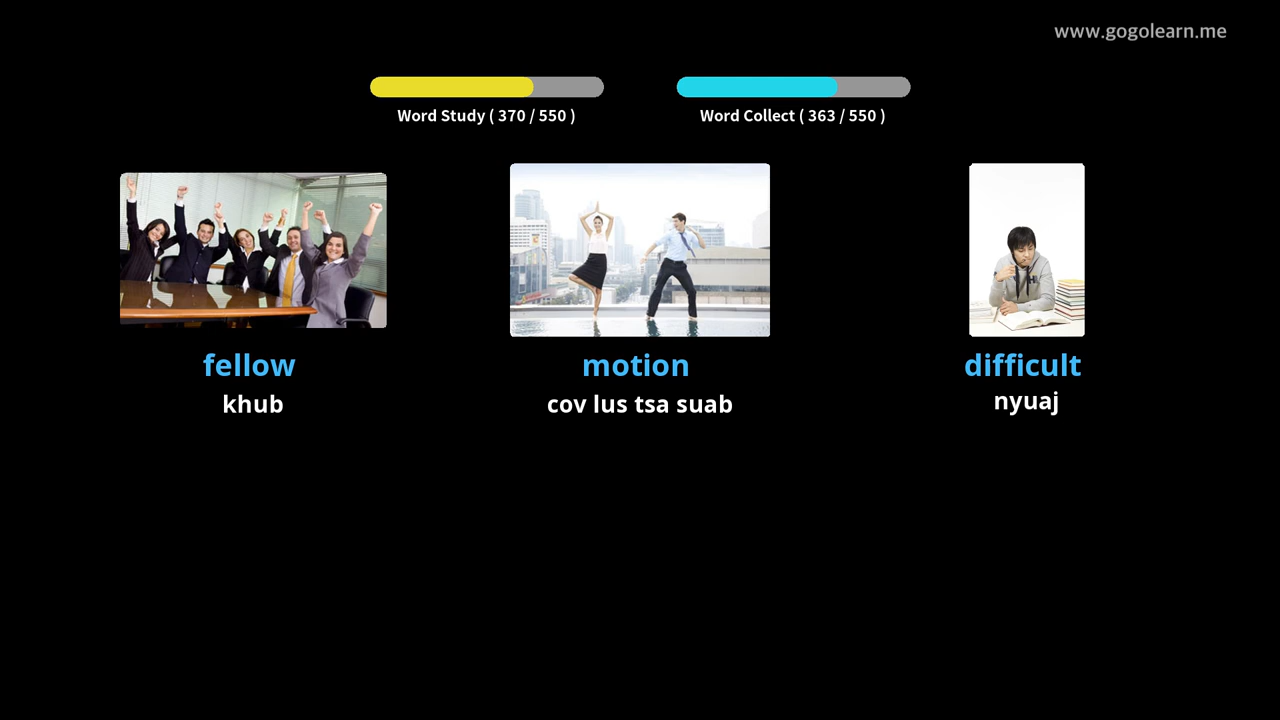 www.gogolearn.me
Word Study ( 370 / 550 )
Word Collect ( 363 / 550 )
fellow
khub
motion
cov lus tsa suab
difficult
nyuaj